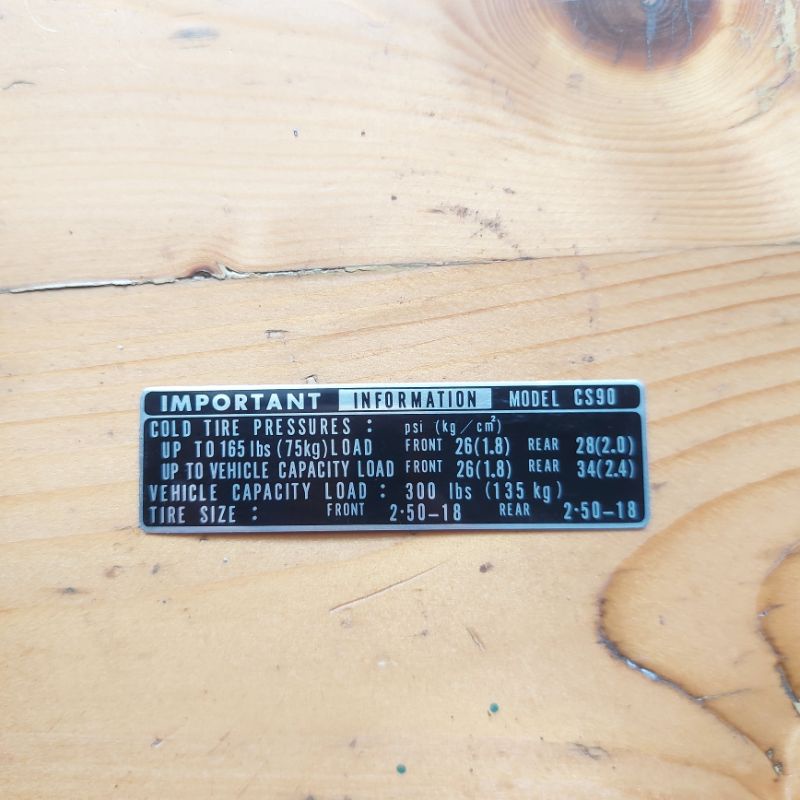 IMPORTANT INFORMATION MODEL CS90
COLD TIRE PRESSURES : psi (kg/cm²)
UP TO 165 lbs (75kg) LOAD FRONT 26(1.8) REAR 28(2.0)
UP TO VEHICLE CAPACITY LOAD FRONT 26(1.8) REAR 34(2.4)
VEHICLE CAPACITY LOAD : 300 lbs (135 kg)
TIRE SIZE : FRONT 2·50-18 REAR 2·50-18